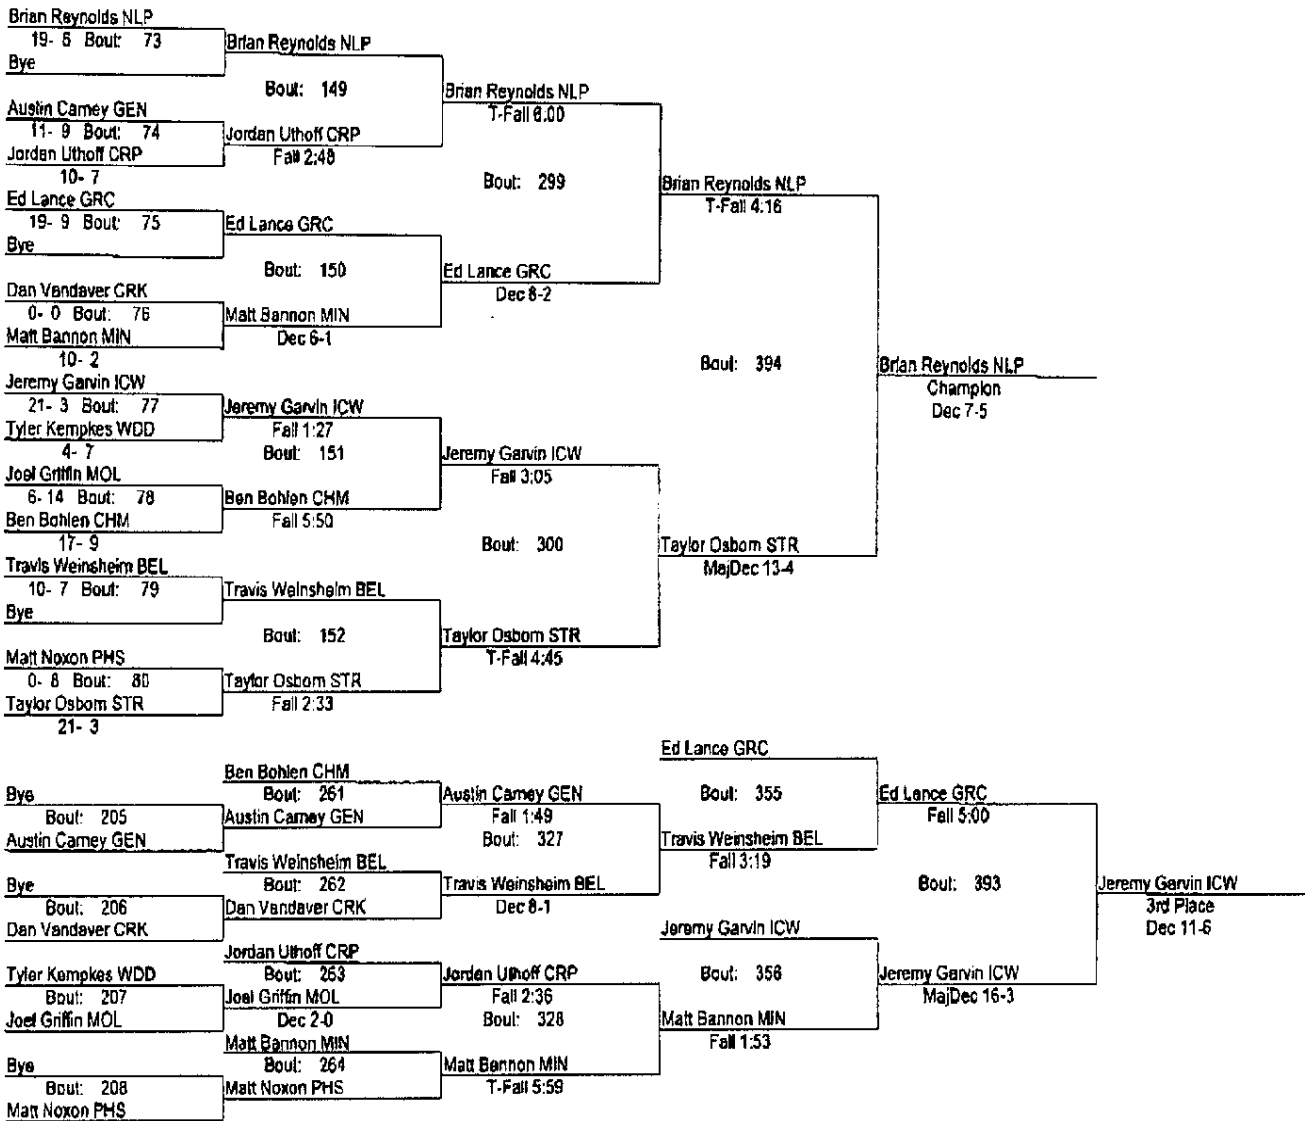 Brian Reynolds NLP
19- 6 Bout: 73
Bye
Brian Reynolds NLP
Bout: 149
Austin Carney GEN
11- 9 Bout: 74
Jordan Uthoff CRP
10- 7
Jordan Uthoff CRP
Fall 2:48
Brian Reynolds NLP
T-Fall 6:00
Bout: 299
Ed Lance GRC
19- 9 Bout: 75
Bye
Ed Lance GRC
Bout: 150
Dan Vandaver CRK
0- 0 Bout: 76
Matt Bannon MIN
10- 2
Matt Bannon MIN
Dec 6-1
Ed Lance GRC
Dec 8-2
Brian Reynolds NLP
T-Fall 4:16
Bout: 394
Jeremy Garvin ICW
21- 3 Bout: 77
Tyler Kempkes WDD
4- 7
Jeremy Garvin ICW
Fall 1:27
Bout: 151
Joel Griffin MOL
6- 14 Bout: 78
Ben Bohlen CHM
17- 9
Ben Bohlen CHM
Fall 5:50
Jeremy Garvin ICW
Fall 3:05
Bout: 300
Travis Weinsheim BEL
10- 7 Bout: 79
Bye
Travis Weinsheim BEL
Bout: 152
Matt Noxon PHS
0- 8 Bout: 80
Taylor Osborn STR
21- 3
Taylor Osborn STR
Fall 2:33
Taylor Osborn STR
T-Fall 4:45
Taylor Osborn STR
MajDec 13-4
Brian Reynolds NLP
Champion
Dec 7-5
Bye
Bout: 205
Austin Carney GEN
Ben Bohlen CHM
Bout: 261
Austin Carney GEN
Austin Carney GEN
Fall 1:49
Bout: 327
Bye
Bout: 206
Dan Vandaver CRK
Travis Weinsheim BEL
Bout: 262
Dan Vandaver CRK
Travis Weinsheim BEL
Dec 8-1
Ed Lance GRC
Bout: 355
Travis Weinsheim BEL
Fall 3:19
Ed Lance GRC
Fall 5:00
Bout: 393
Tyler Kempkes WDD
Bout: 207
Joel Griffin MOL
Jordan Uthoff CRP
Bout: 263
Joel Griffin MOL
Dec 2-0
Jordan Uthoff CRP
Fall 2:36
Bout: 328
Bye
Bout: 208
Matt Noxon PHS
Matt Bannon MIN
Bout: 264
Matt Noxon PHS
Matt Bannon MIN
T-Fall 5:59
Jeremy Garvin ICW
Bout: 356
Matt Bannon MIN
Fall 1:53
Jeremy Garvin ICW
MajDec 16-3
Jeremy Garvin ICW
3rd Place
Dec 11-6